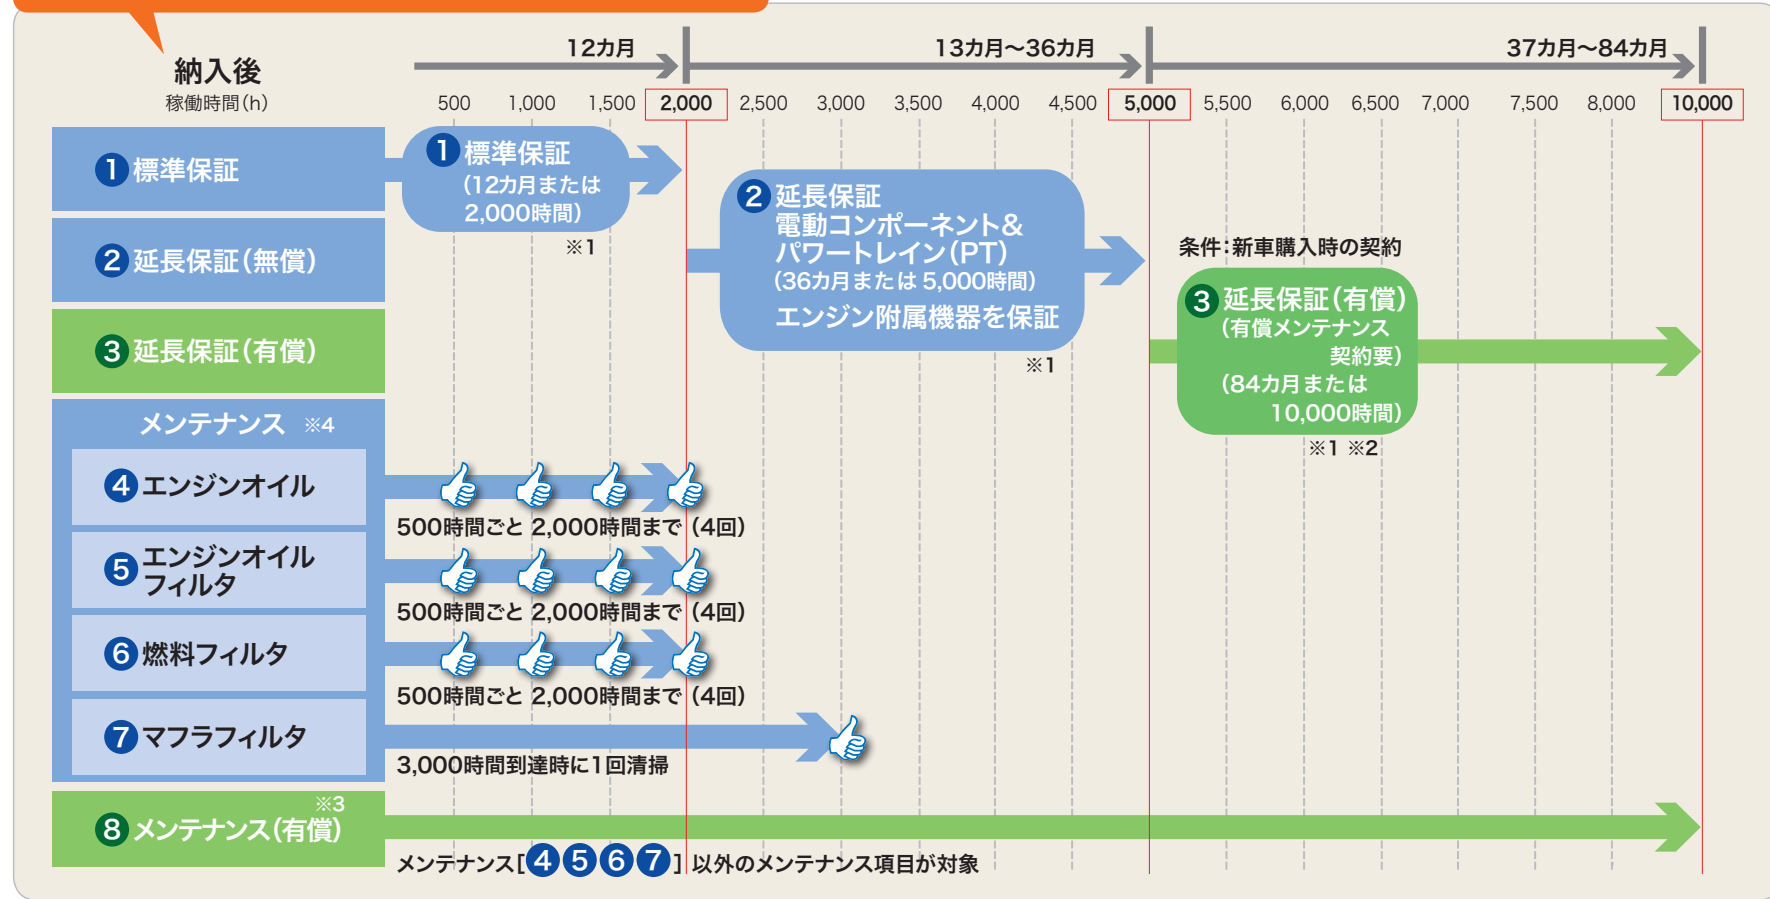 12カ月
13カ月〜36カ月
37カ月〜84カ月
納入後
稼働時間(h)
500 1,000 1,500 2,000 2,500 3,000 3,500 4,000 4,500 5,000 5,500 6,000 6,500 7,000 7,500 8,000 10,000
1 標準保証
1 標準保証
(12カ月または
2,000時間)
※1
2 延長保証(無償)
2 延長保証
電動コンポーネント&
パワートレイン(PT)
(36カ月または 5,000時間)
エンジン附属機器を保証
※1
条件:新車購入時の契約
3 延長保証(有償)
3 延長保証(有償)
(有償メンテナンス
契約要)
(84カ月または
10,000時間)
※1 ※2
メンテナンス ※4
4 エンジンオイル
500時間ごと 2,000時間まで (4回)
5 エンジンオイル
フィルタ
500時間ごと 2,000時間まで (4回)
6 燃料フィルタ
500時間ごと 2,000時間まで (4回)
7 マフラフィルタ
3,000時間到達時に1回清掃
※3
8 メンテナンス(有償)
メンテナンス[4 5 6 7] 以外のメンテナンス項目が対象